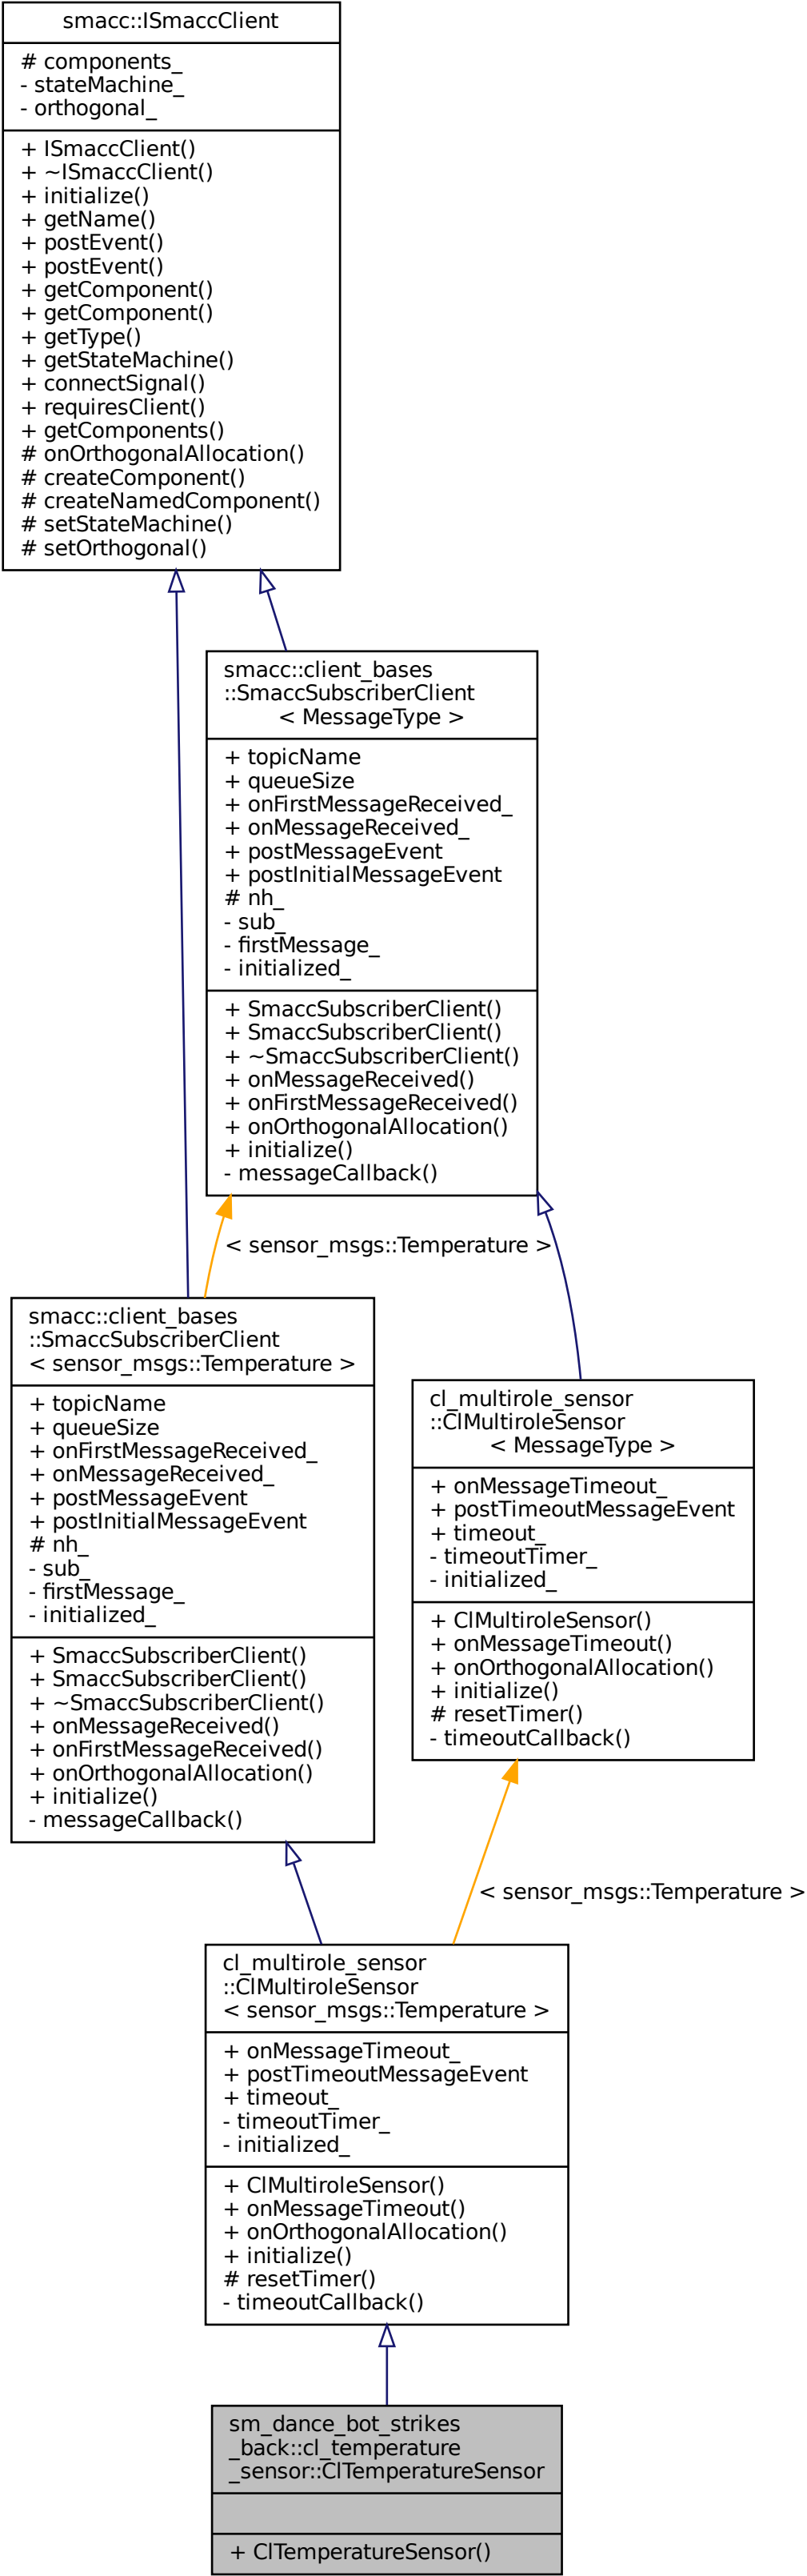 smacc::ISmaccClient
# components_
- stateMachine_
- orthogonal_
+ ISmaccClient()
+ ~ISmaccClient()
+ initialize()
+ getName()
+ postEvent()
+ postEvent()
+ getComponent()
+ getComponent()
+ getType()
+ getStateMachine()
+ connectSignal()
+ requiresClient()
+ getComponents()
# onOrthogonalAllocation()
# createComponent()
# createNamedComponent()
# setStateMachine()
# setOrthogonal()
smacc::client_bases
::SmaccSubscriberClient
< MessageType >
+ topicName
+ queueSize
+ onFirstMessageReceived_
+ onMessageReceived_
+ postMessageEvent
+ postInitialMessageEvent
# nh_
- sub_
- firstMessage_
- initialized_
+ SmaccSubscriberClient()
+ SmaccSubscriberClient()
+ ~SmaccSubscriberClient()
+ onMessageReceived()
+ onFirstMessageReceived()
+ onOrthogonalAllocation()
+ initialize()
- messageCallback()
< sensor_msgs::Temperature >
smacc::client_bases
::SmaccSubscriberClient
< sensor_msgs::Temperature >
+ topicName
+ queueSize
+ onFirstMessageReceived_
+ onMessageReceived_
+ postMessageEvent
+ postInitialMessageEvent
# nh_
- sub_
- firstMessage_
- initialized_
+ SmaccSubscriberClient()
+ SmaccSubscriberClient()
+ ~SmaccSubscriberClient()
+ onMessageReceived()
+ onFirstMessageReceived()
+ onOrthogonalAllocation()
+ initialize()
- messageCallback()
cl_multirole_sensor
::ClMultiroleSensor
< MessageType >
+ onMessageTimeout_
+ postTimeoutMessageEvent
+ timeout_
- timeoutTimer_
- initialized_
+ ClMultiroleSensor()
+ onMessageTimeout()
+ onOrthogonalAllocation()
+ initialize()
# resetTimer()
- timeoutCallback()
< sensor_msgs::Temperature >
cl_multirole_sensor
::ClMultiroleSensor
< sensor_msgs::Temperature >
+ onMessageTimeout_
+ postTimeoutMessageEvent
+ timeout_
- timeoutTimer_
- initialized_
+ ClMultiroleSensor()
+ onMessageTimeout()
+ onOrthogonalAllocation()
+ initialize()
# resetTimer()
- timeoutCallback()
sm_dance_bot_strikes
_back::cl_temperature
_sensor::ClTemperatureSensor
+ ClTemperatureSensor()